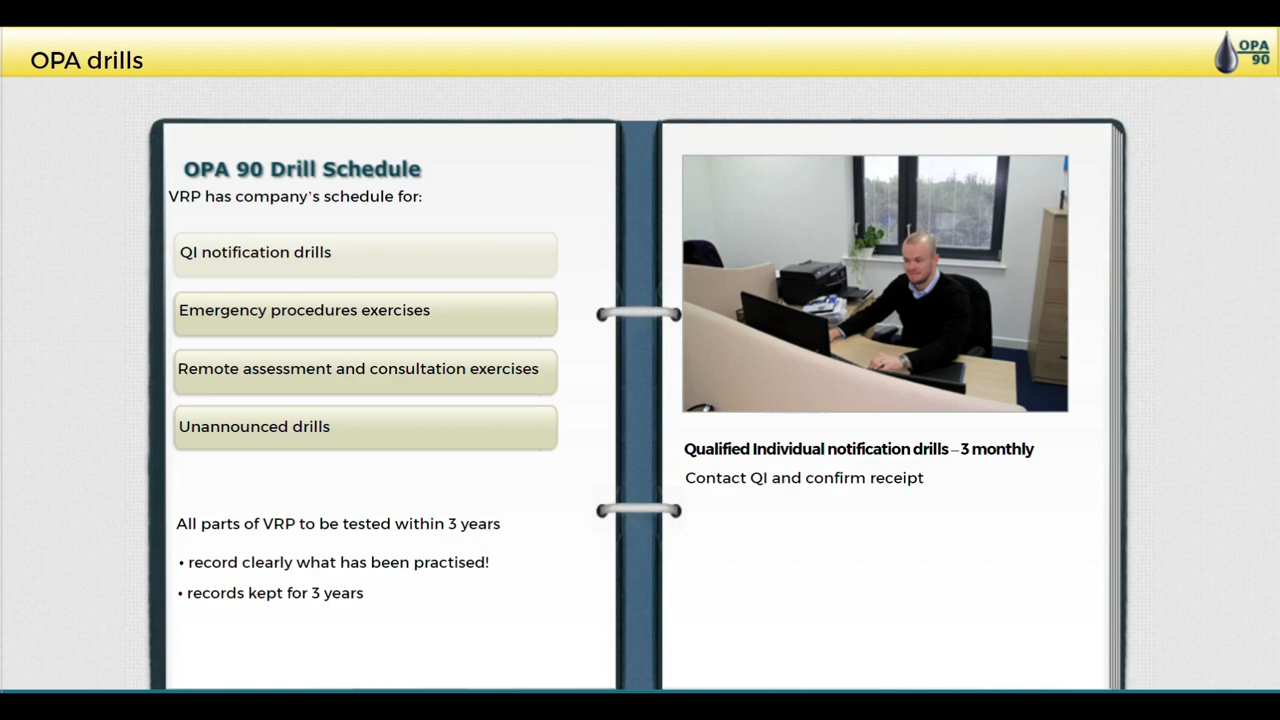 OPA drills
OPA
90
OPA 90 Drill Schedule
VRP has company's schedule for:
QI notification drills
Emergency procedures exercises
Remote assessment and consultation exercises
Unannounced drills
All parts of VRP to be tested within 3 years
• record clearly what has been practised!
• records kept for 3 years
Qualified Individual notification drills – 3 monthly
Contact QI and confirm receipt